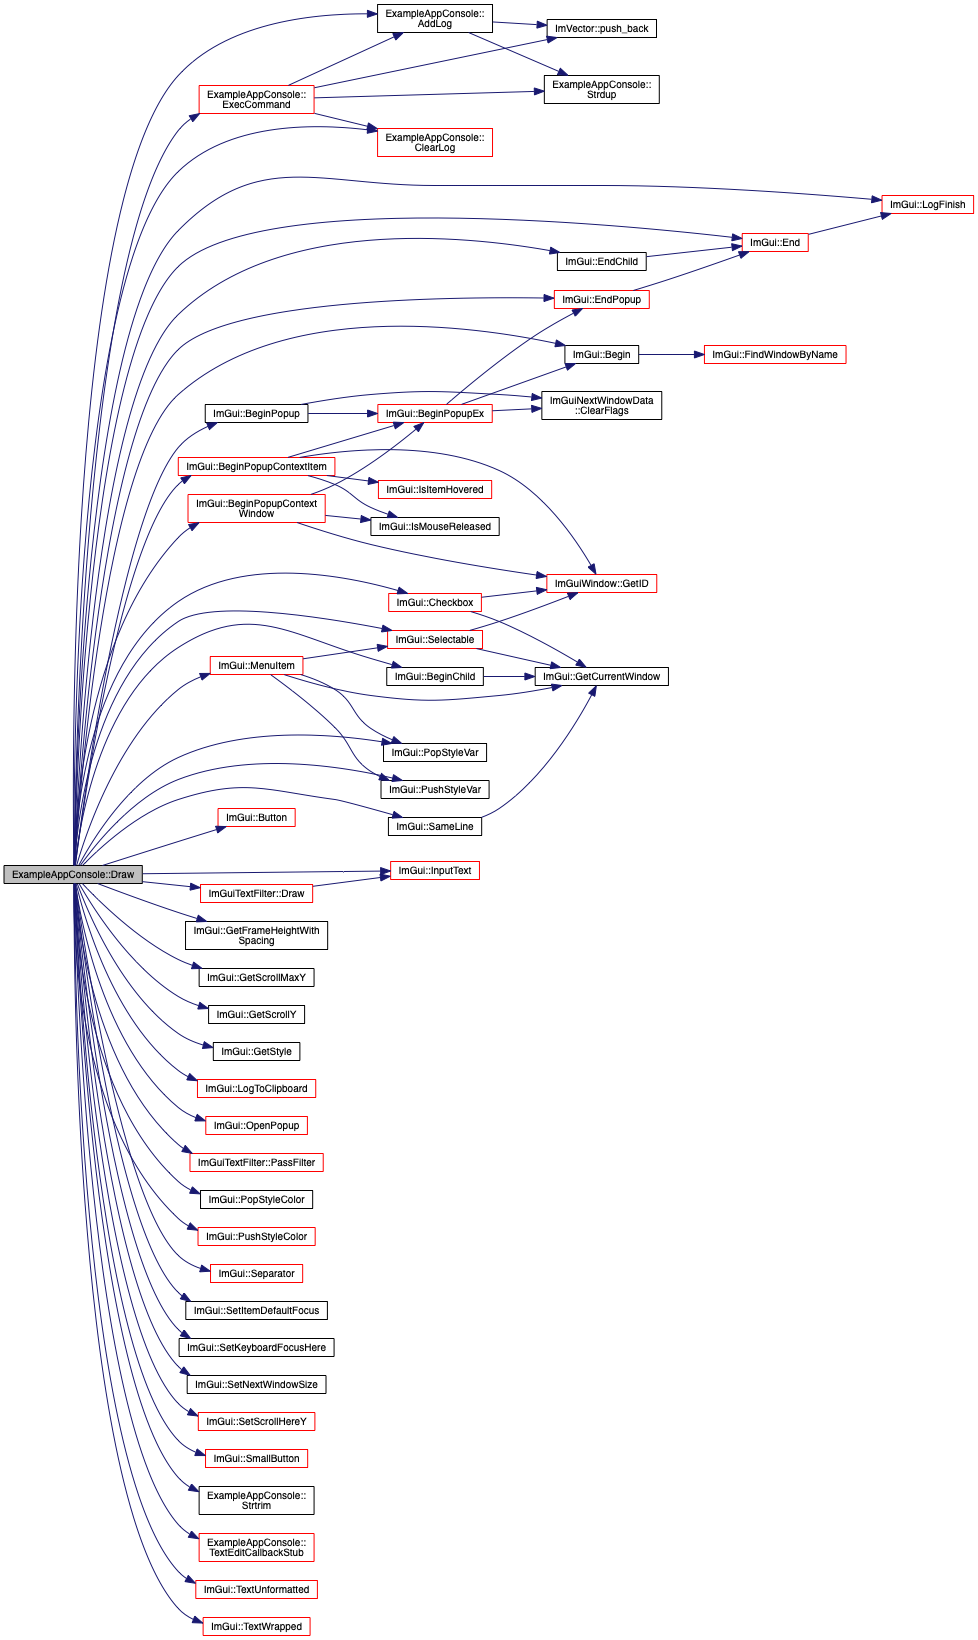 ExampleAppConsole::
AddLog
ImVector::push_back
ExampleAppConsole::
Strdup
ExampleAppConsole::
ExecCommand
ExampleAppConsole::
ClearLog
ImGui::LogFinish
ImGui::End
ImGui::EndChild
ImGui::EndPopup
ImGui::Begin
ImGui::FindWindowByName
ImGui::BeginPopup
ImGui::BeginPopupEx
ImGuiNextWindowData
::ClearFlags
ImGui::BeginPopupContextItem
ImGui::IsItemHovered
ImGui::BeginPopupContext
Window
ImGui::IsMouseReleased
ImGuiWindow::GetID
ImGui::Checkbox
ImGui::Selectable
ImGui::MenuItem
ImGui::BeginChild
ImGui::GetCurrentWindow
ImGui::PopStyleVar
ImGui::PushStyleVar
ImGui::Button
ImGui::SameLine
ExampleAppConsole::Draw
ImGui::InputText
ImGuiTextFilter::Draw
ImGui::GetFrameHeightWith
Spacing
ImGui::GetScrollMaxY
ImGui::GetScrollY
ImGui::GetStyle
ImGui::LogToClipboard
ImGui::OpenPopup
ImGuiTextFilter::PassFilter
ImGui::PopStyleColor
ImGui::PushStyleColor
ImGui::Separator
ImGui::SetItemDefaultFocus
ImGui::SetKeyboardFocusHere
ImGui::SetNextWindowSize
ImGui::SetScrollHereY
ImGui::SmallButton
ExampleAppConsole::
Strtrim
ExampleAppConsole::
TextEditCallbackStub
ImGui::TextUnformatted
ImGui::TextWrapped